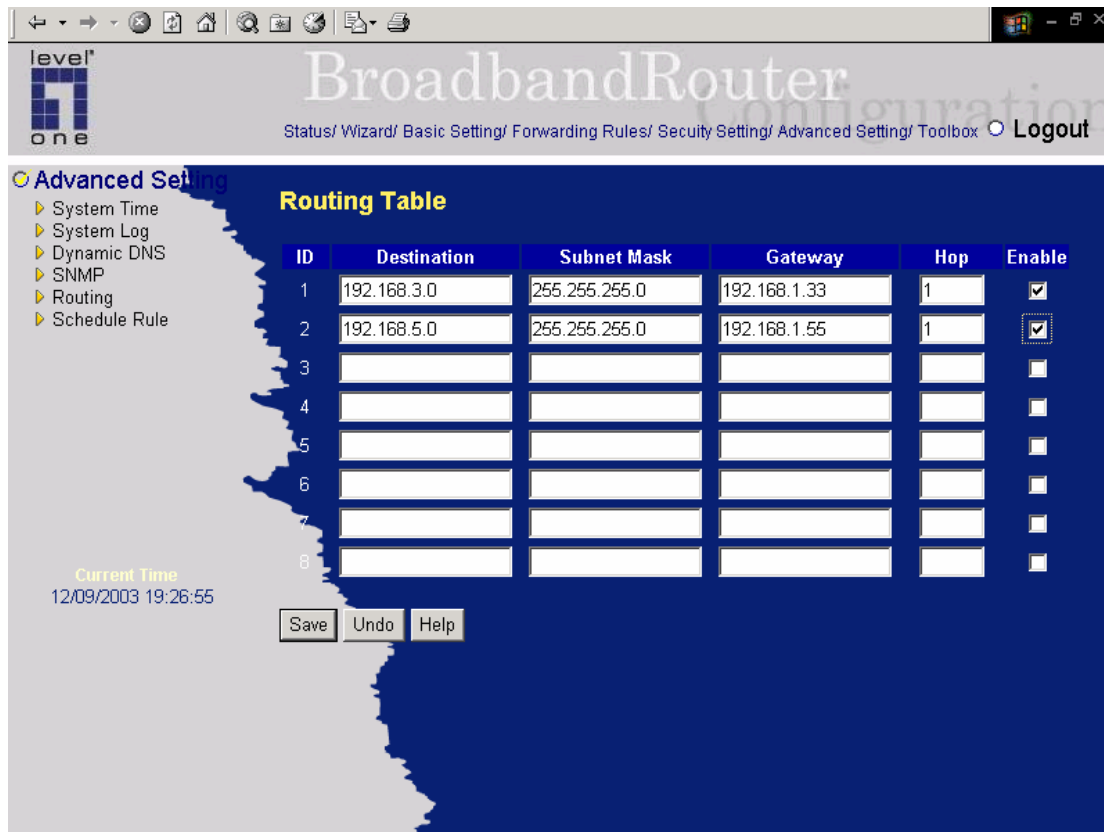 level
one
BroadbandRouter
Configuration
Status/ Wizard/ Basic Setting/ Forwarding Rules/ Secuity Setting/ Advanced Setting/ Toolbox Logout
Advanced Setting
System Time
System Log
Dynamic DNS
SNMP
Routing
Schedule Rule
Current Time
12/09/2003 19:26:55
Routing Table
ID Destination Subnet Mask Gateway Hop Enable
1 192.168.3.0 255.255.255.0 192.168.1.33 1
2 192.168.5.0 255.255.255.0 192.168.1.55 1
3
4
5
6
7
8
Save Undo Help